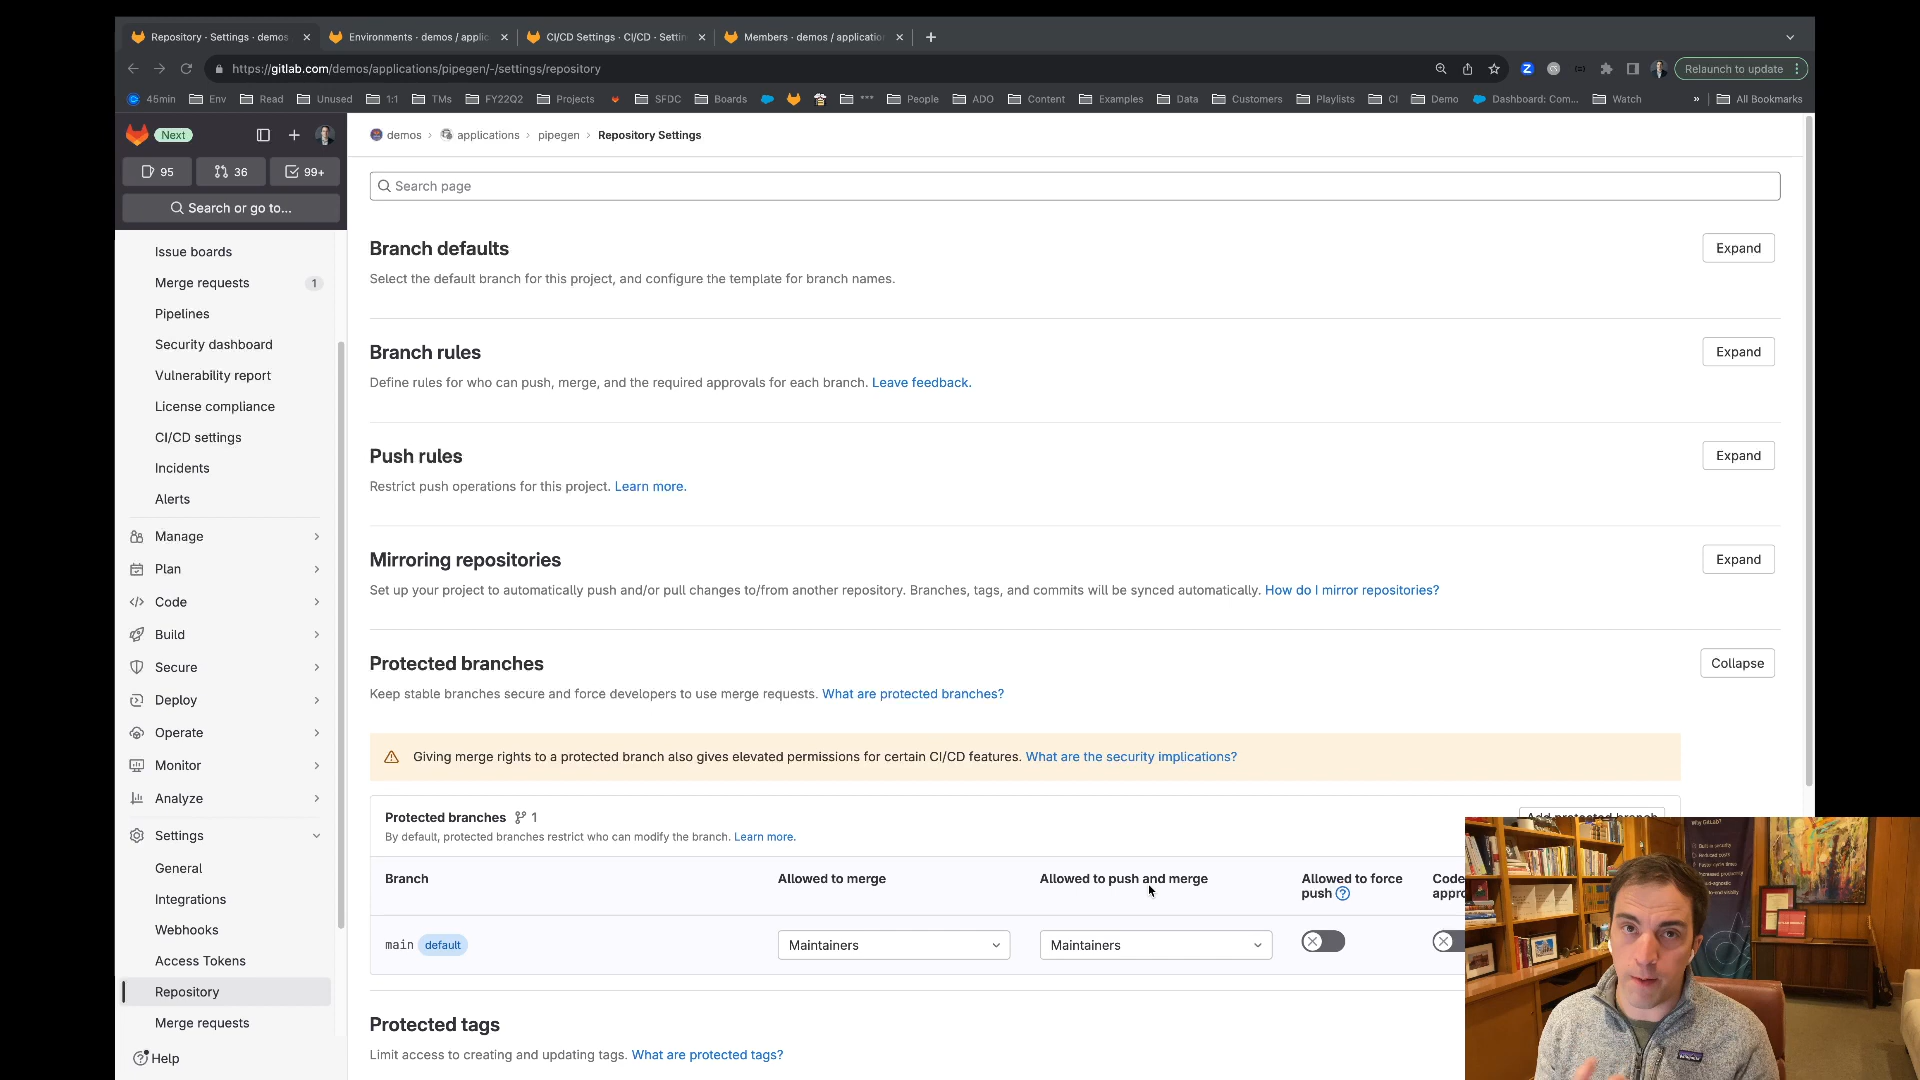 Repository · Settings · demos
Environments · demos / applic
CI/CD Settings · CI/CD · Settin
Members · demos / application
https://gitlab.com/demos/applications/pipegen/-/settings/repository
Relaunch to update
45min
Env
Read
Unused
1:1
TMs
FY22Q2
Projects
SFDC
Boards
***
People
ADO
Content
Examples
Data
Customers
Playlists
CI
Demo
Dashboard: Com...
Watch
»
All Bookmarks
Next
95
36
99+
Search or go to...
Issue boards
Merge requests 1
Pipelines
Security dashboard
Vulnerability report
License compliance
CI/CD settings
Incidents
Alerts
Manage
Plan
Code
Build
Secure
Deploy
Operate
Monitor
Analyze
Settings
General
Integrations
Webhooks
Access Tokens
Repository
Merge requests
Help
demos › applications › pipegen › Repository Settings
Search page
Branch defaults
Expand
Select the default branch for this project, and configure the template for branch names.
Branch rules
Expand
Define rules for who can push, merge, and the required approvals for each branch. Leave feedback.
Push rules
Expand
Restrict push operations for this project. Learn more.
Mirroring repositories
Expand
Set up your project to automatically push and/or pull changes to/from another repository. Branches, tags, and commits will be synced automatically. How do I mirror repositories?
Protected branches
Collapse
Keep stable branches secure and force developers to use merge requests. What are protected branches?
Giving merge rights to a protected branch also gives elevated permissions for certain CI/CD features. What are the security implications?
Protected branches 1
Add protected branch
By default, protected branches restrict who can modify the branch. Learn more.
Branch
Allowed to merge
Allowed to push and merge
Allowed to force
push
Code
appro
main default
Maintainers
Maintainers
Protected tags
Limit access to creating and updating tags. What are protected tags?
Why GitLab?